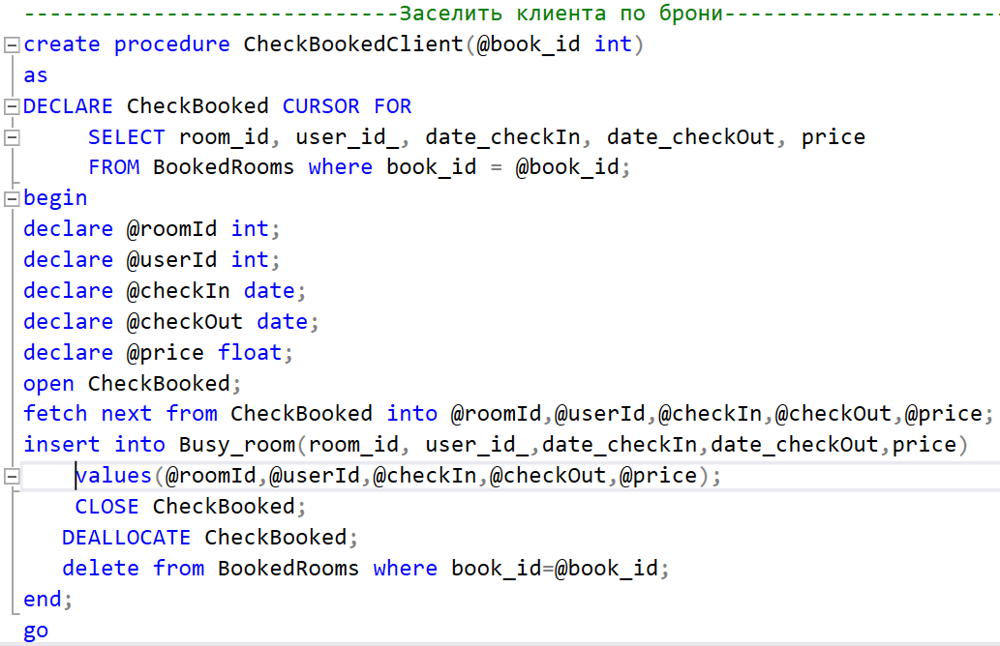 -----------------------------Заселить клиента по брони----------------------
create procedure CheckBookedClient(@book_id int)
as
DECLARE CheckBooked CURSOR FOR
SELECT room_id, user_id_, date_checkIn, date_checkOut, price
FROM BookedRooms where book_id = @book_id;
begin
declare @roomId int;
declare @userId int;
declare @checkIn date;
declare @checkOut date;
declare @price float;
open CheckBooked;
fetch next from CheckBooked into @roomId,@userId,@checkIn,@checkOut,@price;
insert into Busy_room(room_id, user_id_,date_checkIn,date_checkOut,price)
values(@roomId,@userId,@checkIn,@checkOut,@price);
CLOSE CheckBooked;
DEALLOCATE CheckBooked;
delete from BookedRooms where book_id=@book_id;
end;
go